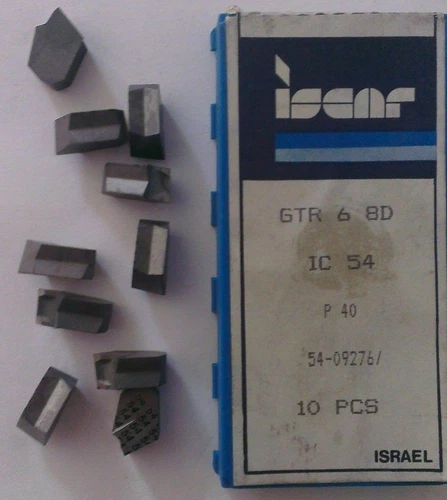 iscar
GTR 6 8D
IC 54
P 40
54-09276/
10 PCS
ISRAEL